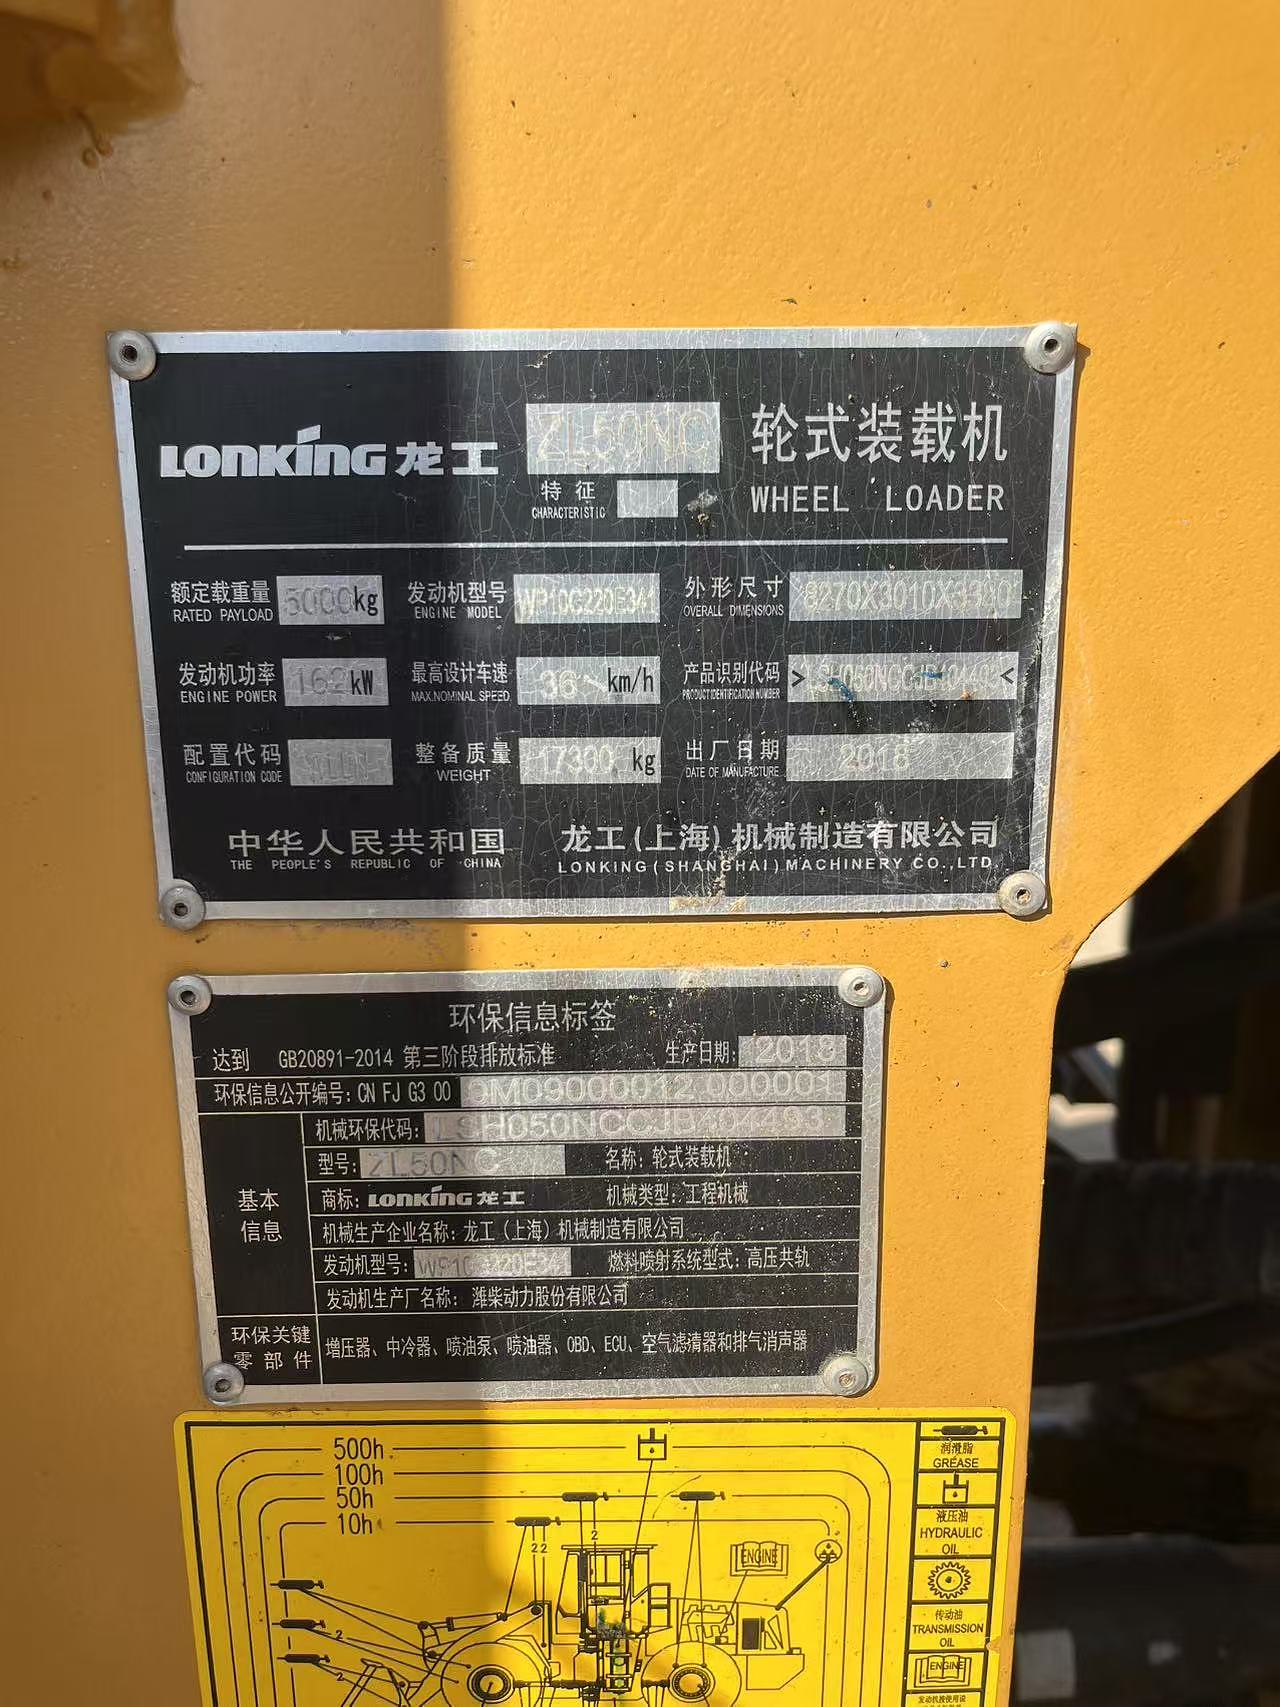 LONKING 龙工 ZL50NC 轮式装载机
特征
CHARACTERISTIC
WHEEL LOADER
额定载重量 5000kg 发动机型号 外形尺寸
RATED PAYLOAD ENGINE MODEL OVERALL DIMENSIONS
发动机功率 162kW 最高设计车速 36 km/h 产品识别代码 > <
ENGINE POWER MAX.NOMINAL SPEED PRODUCT IDENTIFICATION NUMBER
配置代码 整备质量 17300 kg 出厂日期 2018
CONFIGURATION CODE WEIGHT DATE OF MANUFACTURE
中华人民共和国 龙工(上海)机械制造有限公司
THE PEOPLE'S REPUBLIC OF CHINA LONKING(SHANGHAI)MACHINERY CO.,LTD.
环保信息标签
达到 GB20891-2014 第三阶段排放标准 生产日期: 2018
环保信息公开编号: CN FJ G3 00
基本信息
机械环保代码:
型号: ZL50NC 名称: 轮式装载机
商标: LONKING 龙工 机械类型: 工程机械
机械生产企业名称: 龙工(上海)机械制造有限公司
发动机型号: 燃料喷射系统型式: 高压共轨
发动机生产厂名称: 潍柴动力股份有限公司
环保关键零部件
增压器、中冷器、喷油泵、喷油器、OBD、ECU、空气滤清器和排气消声器
500h
100h
50h
10h
2
2 2
2
2
ENGINE
润滑脂
GREASE
液压油
HYDRAULIC
OIL
传动油
TRANSMISSION
OIL
ENGINE